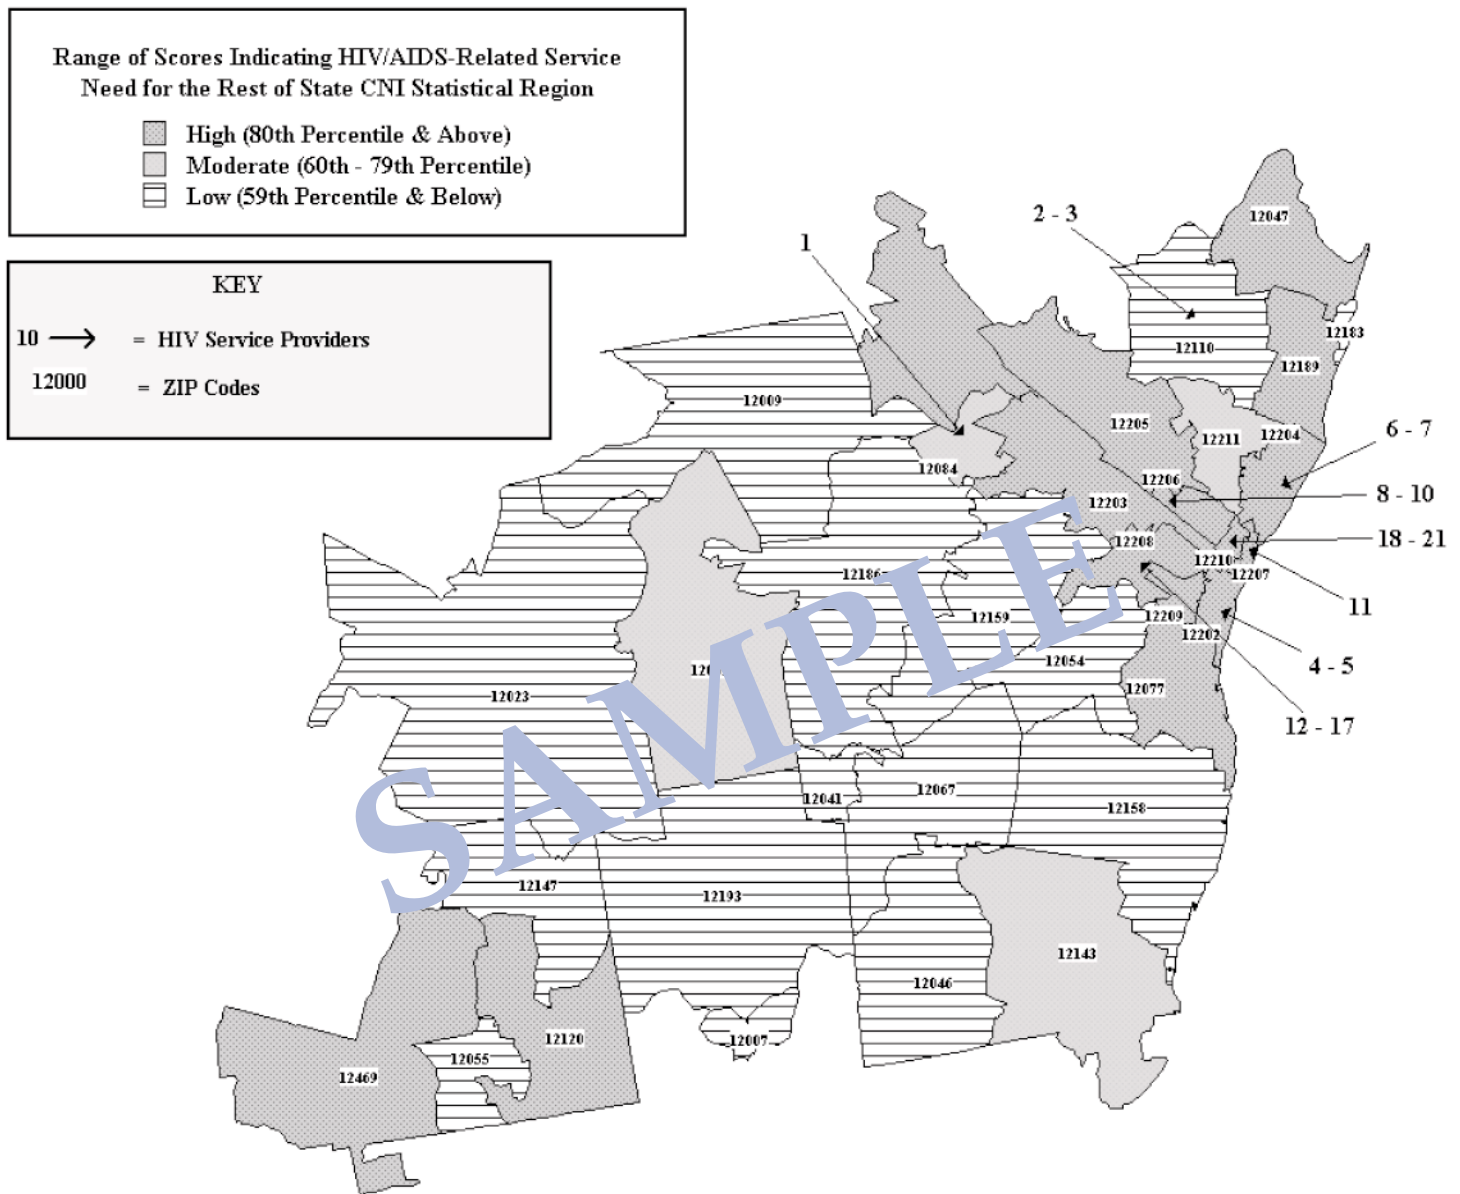 Range of Scores Indicating HIV/AIDS-Related Service
Need for the Rest of State CNI Statistical Region
High (80th Percentile & Above)
Moderate (60th - 79th Percentile)
Low (59th Percentile & Below)
KEY
10 = HIV Service Providers
12000 = ZIP Codes
12047
2 - 3
1
12183
12110
12189
12009
12205
12211
12204
6 - 7
12084
12206
8 - 10
12203
12208
18 - 21
12210
12207
12186
11
12159
12209
12202
12054
4 - 5
12077
12023
12 - 17
12041
12067
12158
12147
12193
12143
12046
12120
12007
12055
12469
SAMPLE